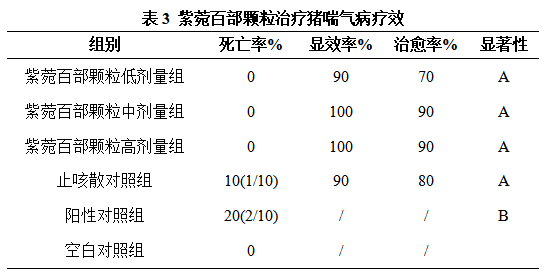 表 3 紫菀百部颗粒治疗猪喘气病疗效
组别 死亡率% 显效率% 治愈率% 显著性
紫菀百部颗粒低剂量组 0 90 70 A
紫菀百部颗粒中剂量组 0 100 90 A
紫菀百部颗粒高剂量组 0 100 90 A
止咳散对照组 10(1/10) 90 80 A
阳性对照组 20(2/10) / / B
空白对照组 0 / /